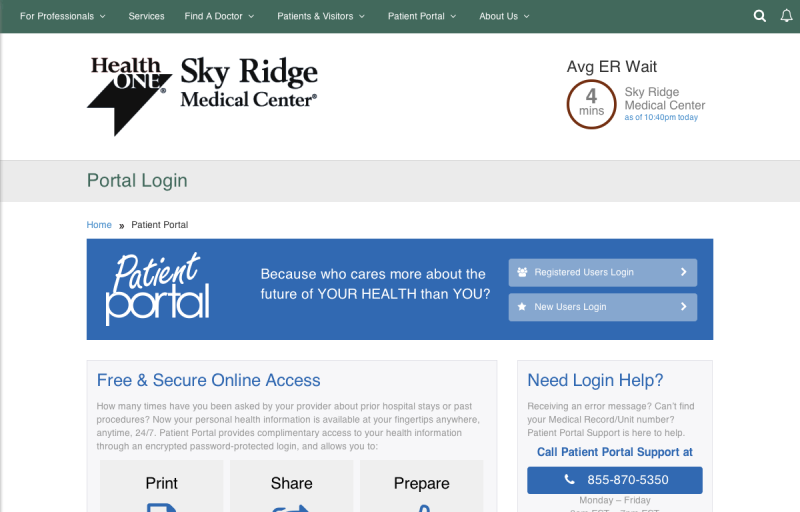 For Professionals Services Find A Doctor Patients & Visitors Patient Portal About Us
Health
ONE®
Sky Ridge
Medical Center®
Avg ER Wait
4
mins
Sky Ridge
Medical Center
as of 10:40pm today
Portal Login
Home » Patient Portal
Patient
portal
Because who cares more about the
future of YOUR HEALTH than YOU?
Registered Users Login
New Users Login
Free & Secure Online Access
How many times have you been asked by your provider about prior hospital stays or past
procedures? Now your personal health information is available at your fingertips anywhere,
anytime, 24/7. Patient Portal provides complimentary access to your health information
through an encrypted password-protected login, and allows you to:
Print
Share
Prepare
Need Login Help?
Receiving an error message? Can't find
your Medical Record/Unit number?
Patient Portal Support is here to help.
Call Patient Portal Support at
855-870-5350
Monday – Friday